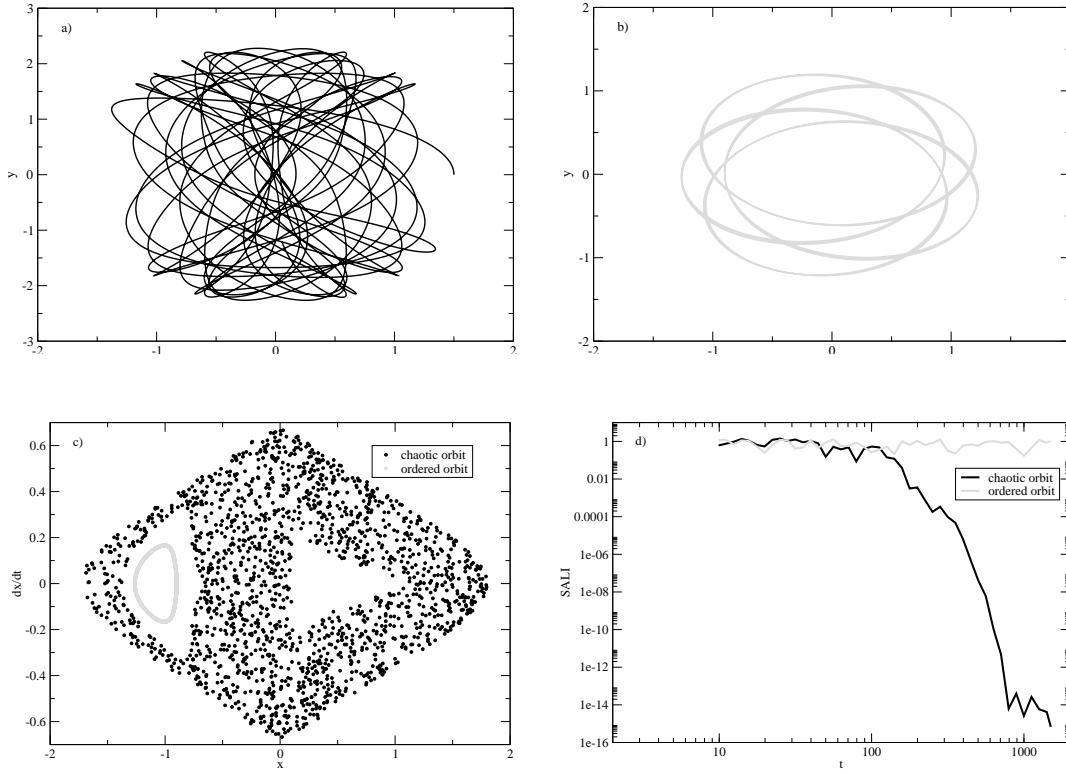 a)
3
2
1
0
-1
-2
-3
y
-2
-1
0
1
2
b)
2
1
0
-1
-2
y
-1
0
1
c)
0.6
0.4
0.2
0
-0.2
-0.4
-0.6
dx/dt
chaotic orbit
ordered orbit
-2
-1
0
1
2
x
d)
1
0.01
0.0001
1e-06
1e-08
1e-10
1e-12
1e-14
1e-16
SALI
chaotic orbit
ordered orbit
10
100
1000
t